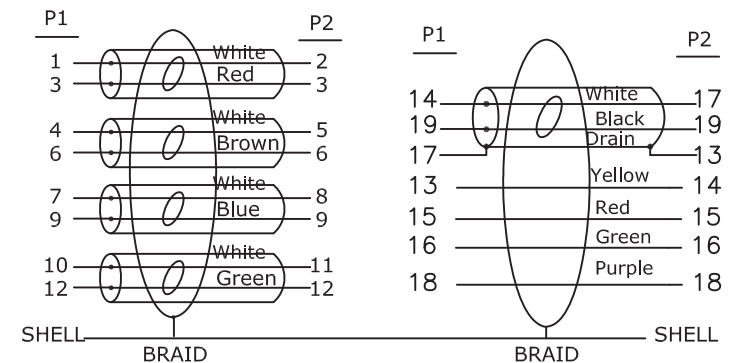 P1 P2
1 White 2
3 Red 3
4 White 5
6 Brown 6
7 White 8
9 Blue 9
10 White 11
12 Green 12
P1 P2
14 White 17
19 Black 19
17 Drain 13
13 Yellow 14
15 Red 15
16 Green 16
18 Purple 18
SHELL SHELL
BRAID BRAID